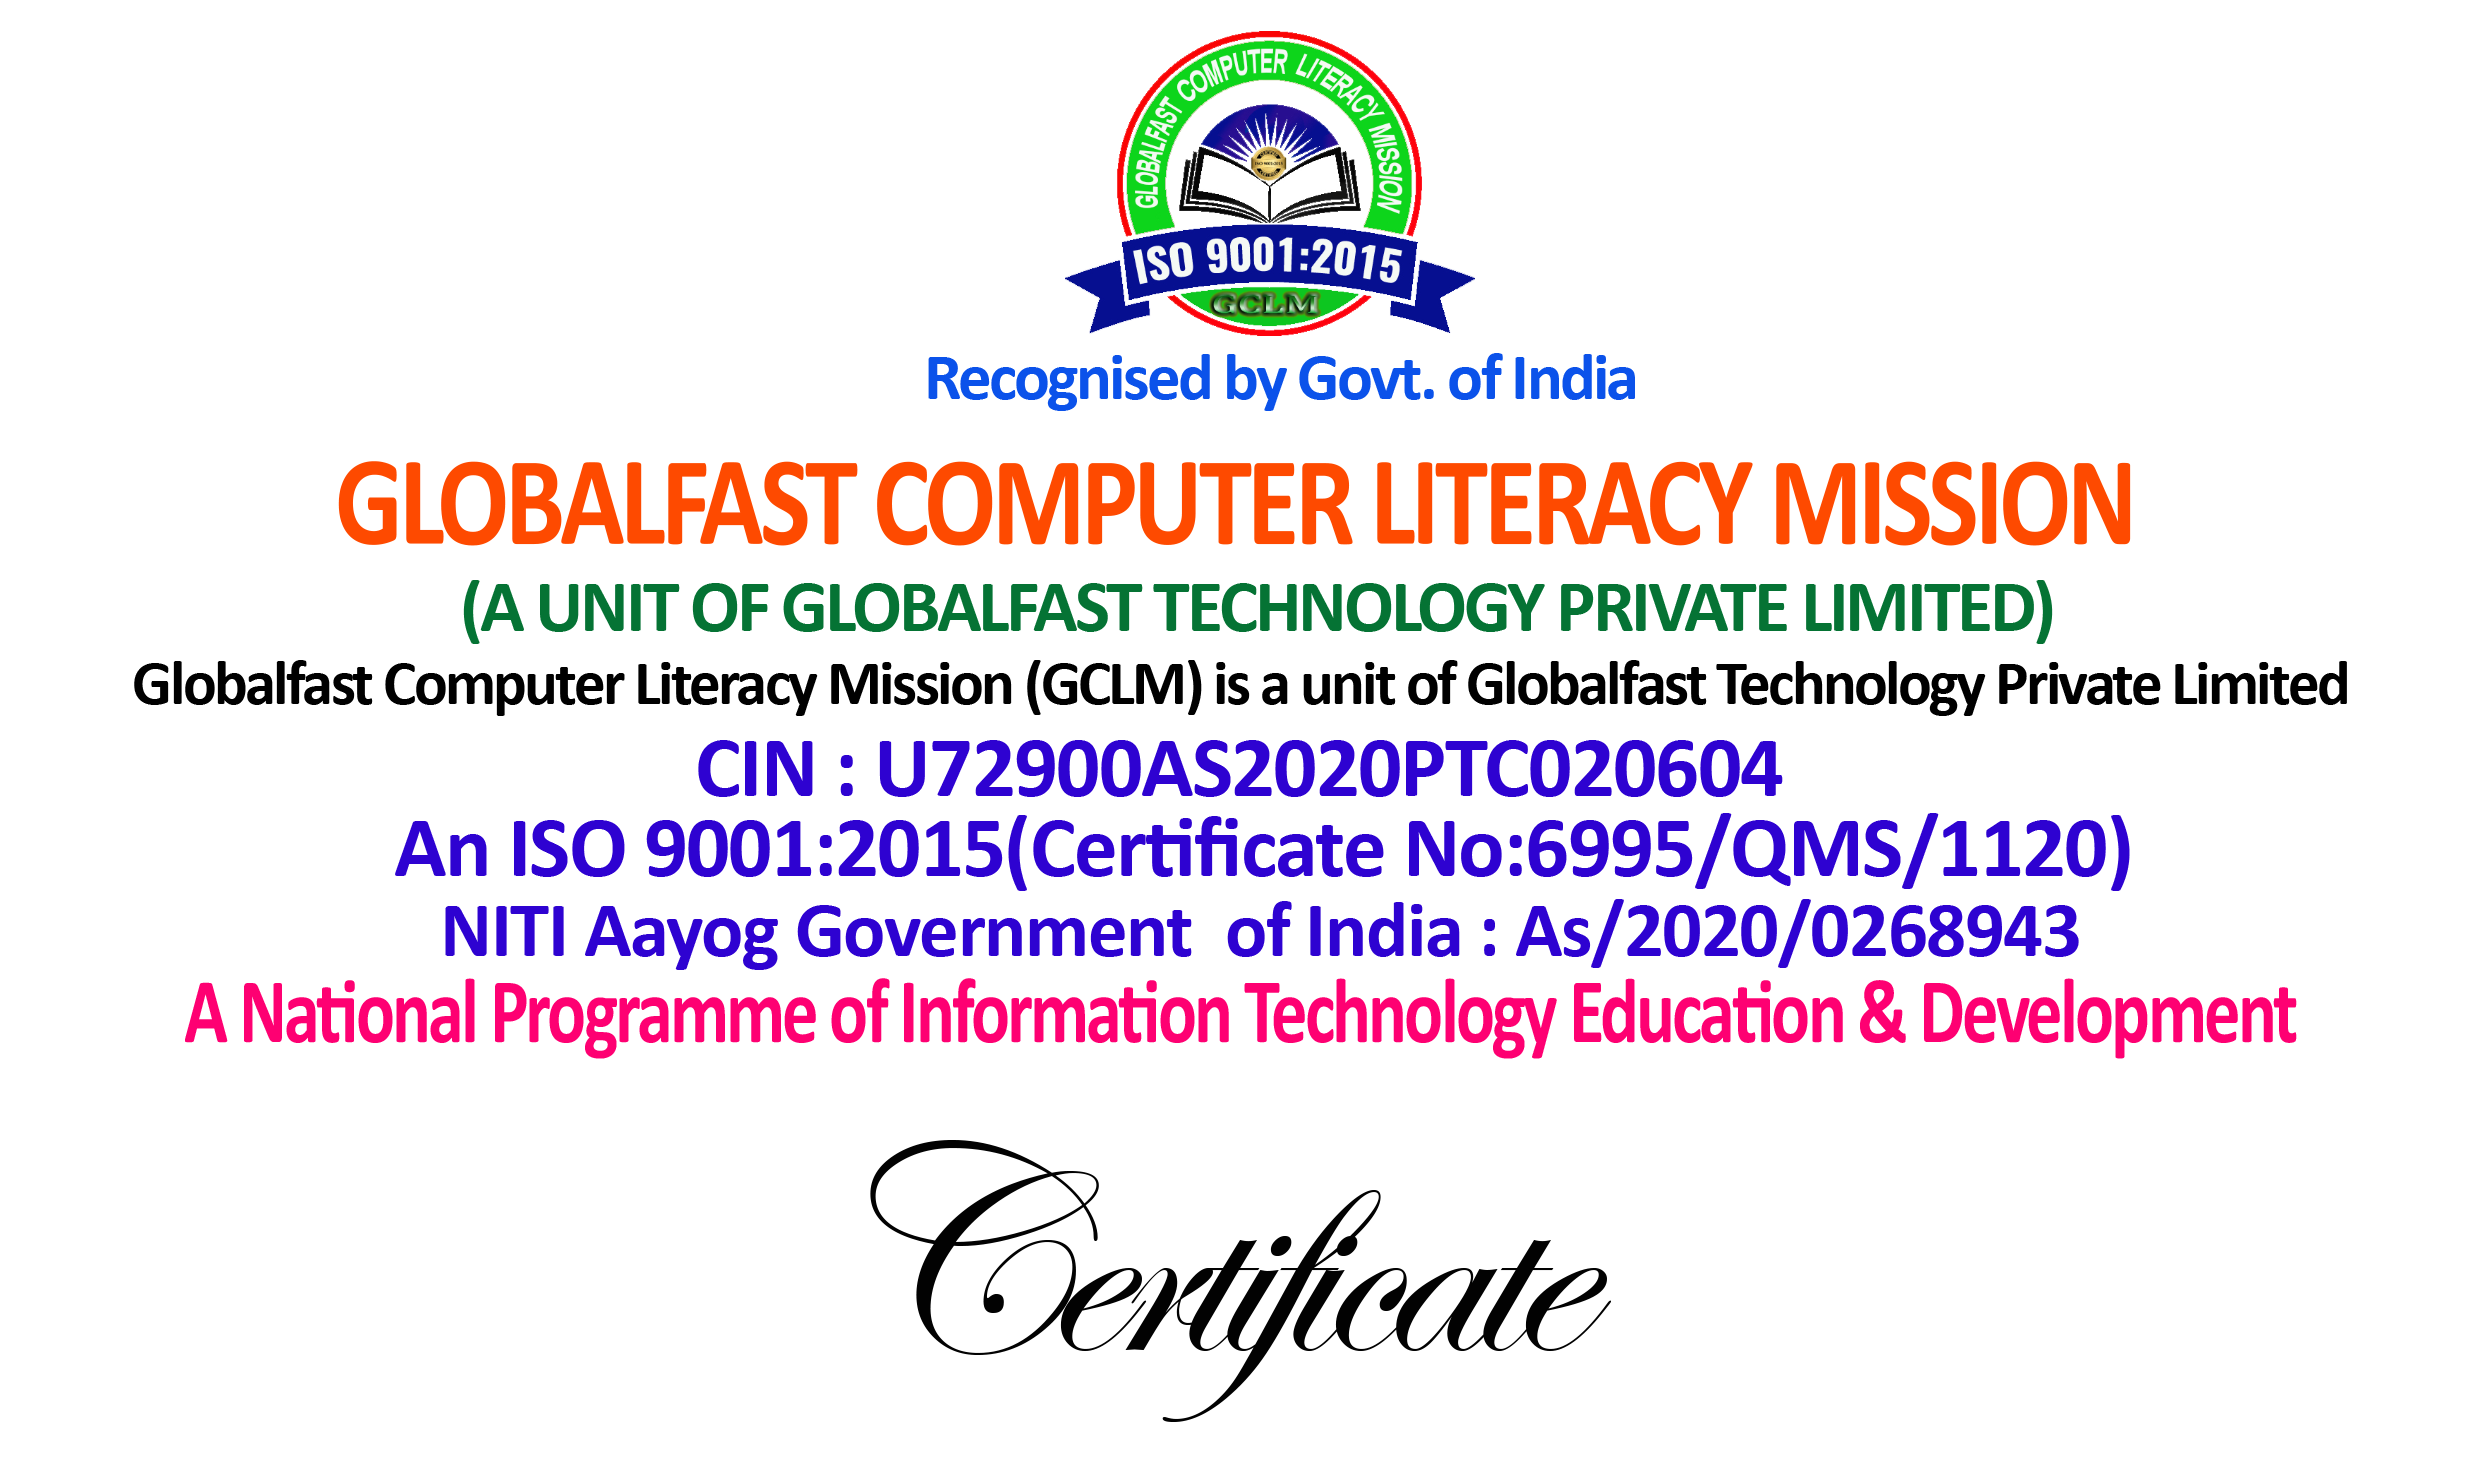 GLOBALFAST COMPUTER LITERACY MISSION
ISO 9001:2015
GCLM
Recognised by Govt. of India
GLOBALFAST COMPUTER LITERACY MISSION
(A UNIT OF GLOBALFAST TECHNOLOGY PRIVATE LIMITED)
Globalfast Computer Literacy Mission (GCLM) is a unit of Globalfast Technology Private Limited
CIN : U72900AS2020PTC020604
An ISO 9001:2015(Certificate No:6995/QMS/1120)
NITI Aayog Government  of India : As/2020/0268943
A National Programme of Information Technology Education & Development
Certificate